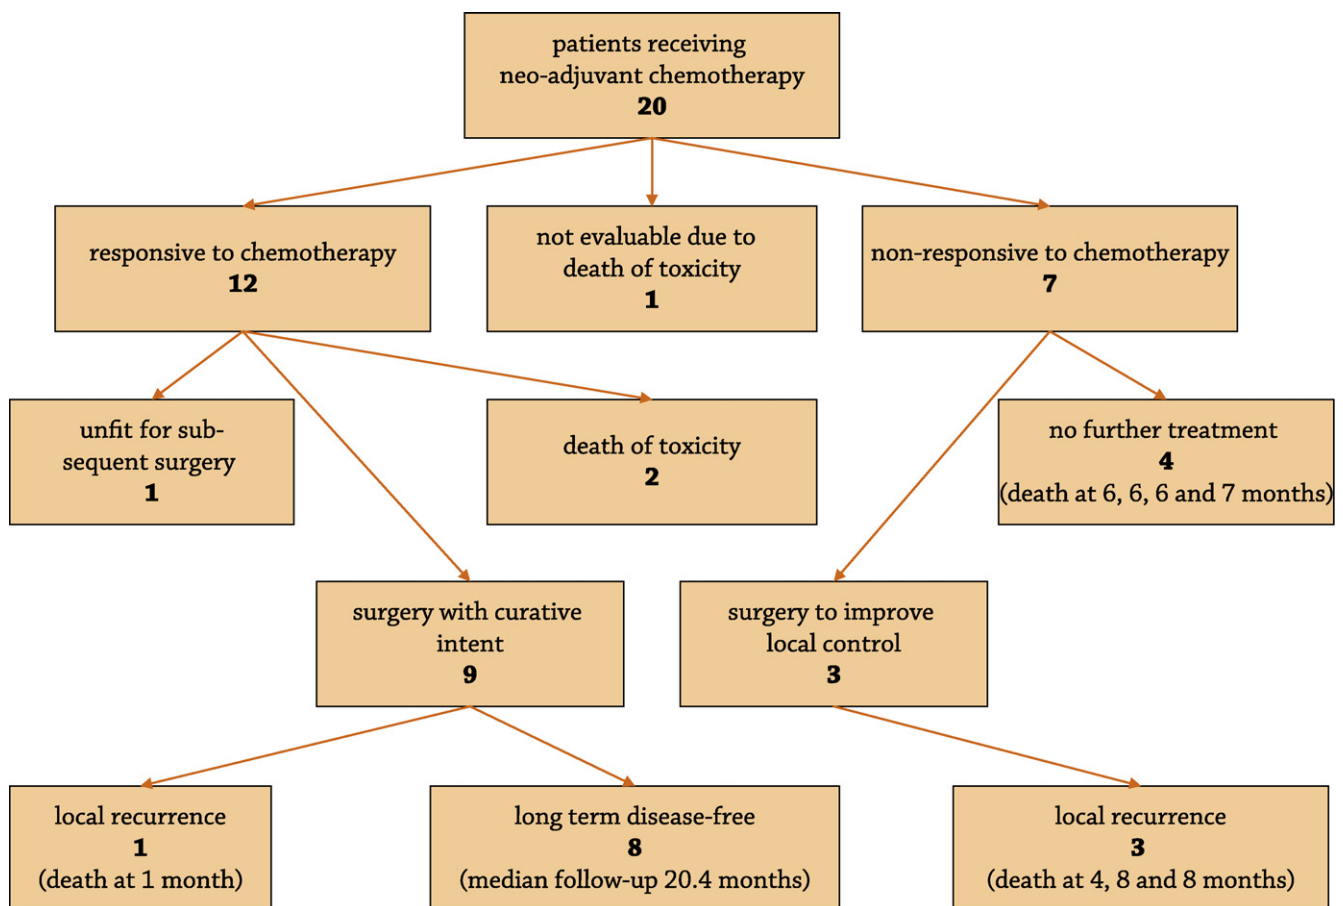 patients receiving
neo-adjuvant chemotherapy
20
responsive to chemotherapy
12
not evaluable due to
death of toxicity
1
non-responsive to chemotherapy
7
unfit for sub-
sequent surgery
1
death of toxicity
2
no further treatment
4
(death at 6, 6, 6 and 7 months)
surgery with curative
intent
9
surgery to improve
local control
3
local recurrence
1
(death at 1 month)
long term disease-free
8
(median follow-up 20.4 months)
local recurrence
3
(death at 4, 8 and 8 months)